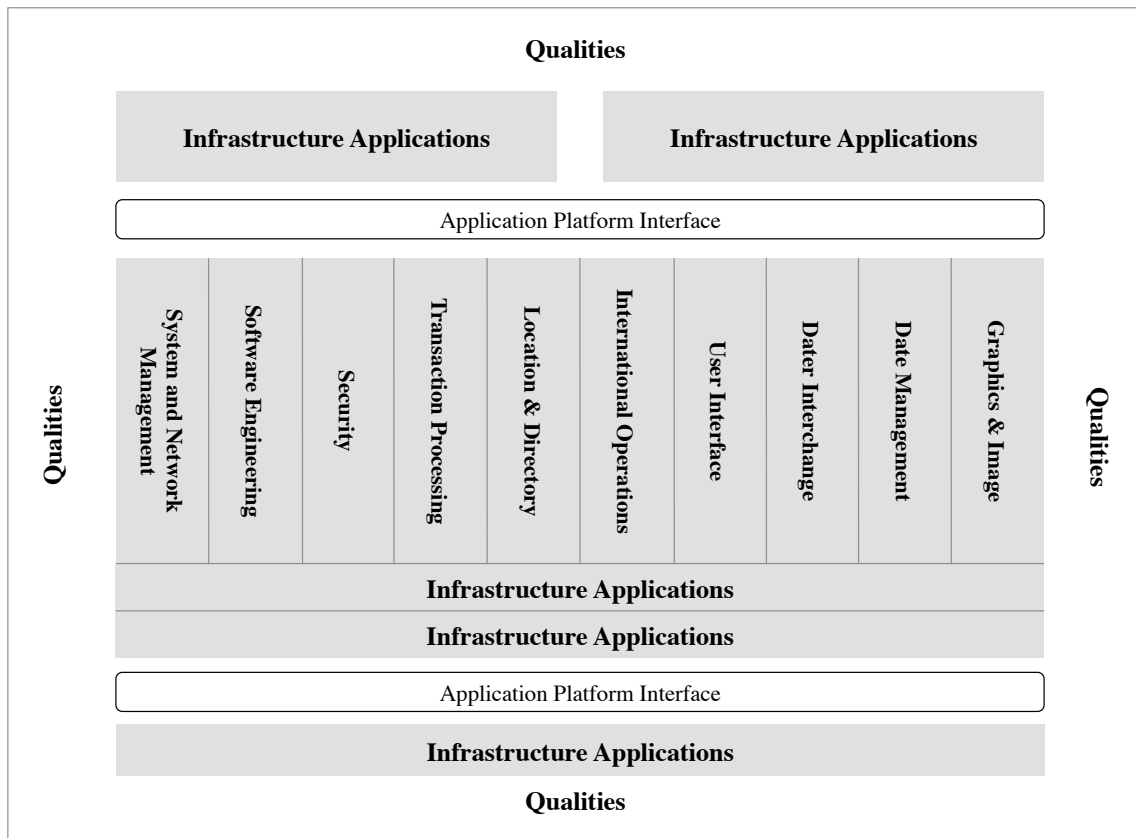 Qualities
Infrastructure Applications
Infrastructure Applications
Application Platform Interface
Qualities
System and Network
Management
Software Engineering
Security
Transaction Processing
Location & Directory
International Operations
User Interface
Dater Interchange
Date Management
Graphics & Image
Qualities
Infrastructure Applications
Infrastructure Applications
Application Platform Interface
Infrastructure Applications
Qualities